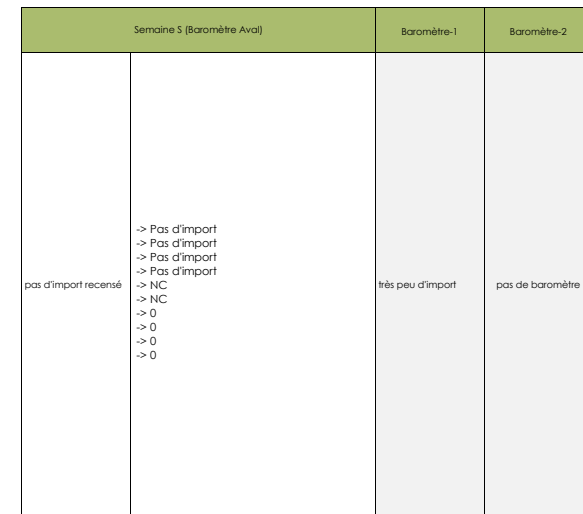 Semaine S (Baromètre Aval)
Baromètre-1
Baromètre-2
pas d'import recensé
-> Pas d'import
-> Pas d'import
-> Pas d'import
-> Pas d'import
-> NC
-> NC
-> 0
-> 0
-> 0
-> 0
très peu d'import
pas de baromètre